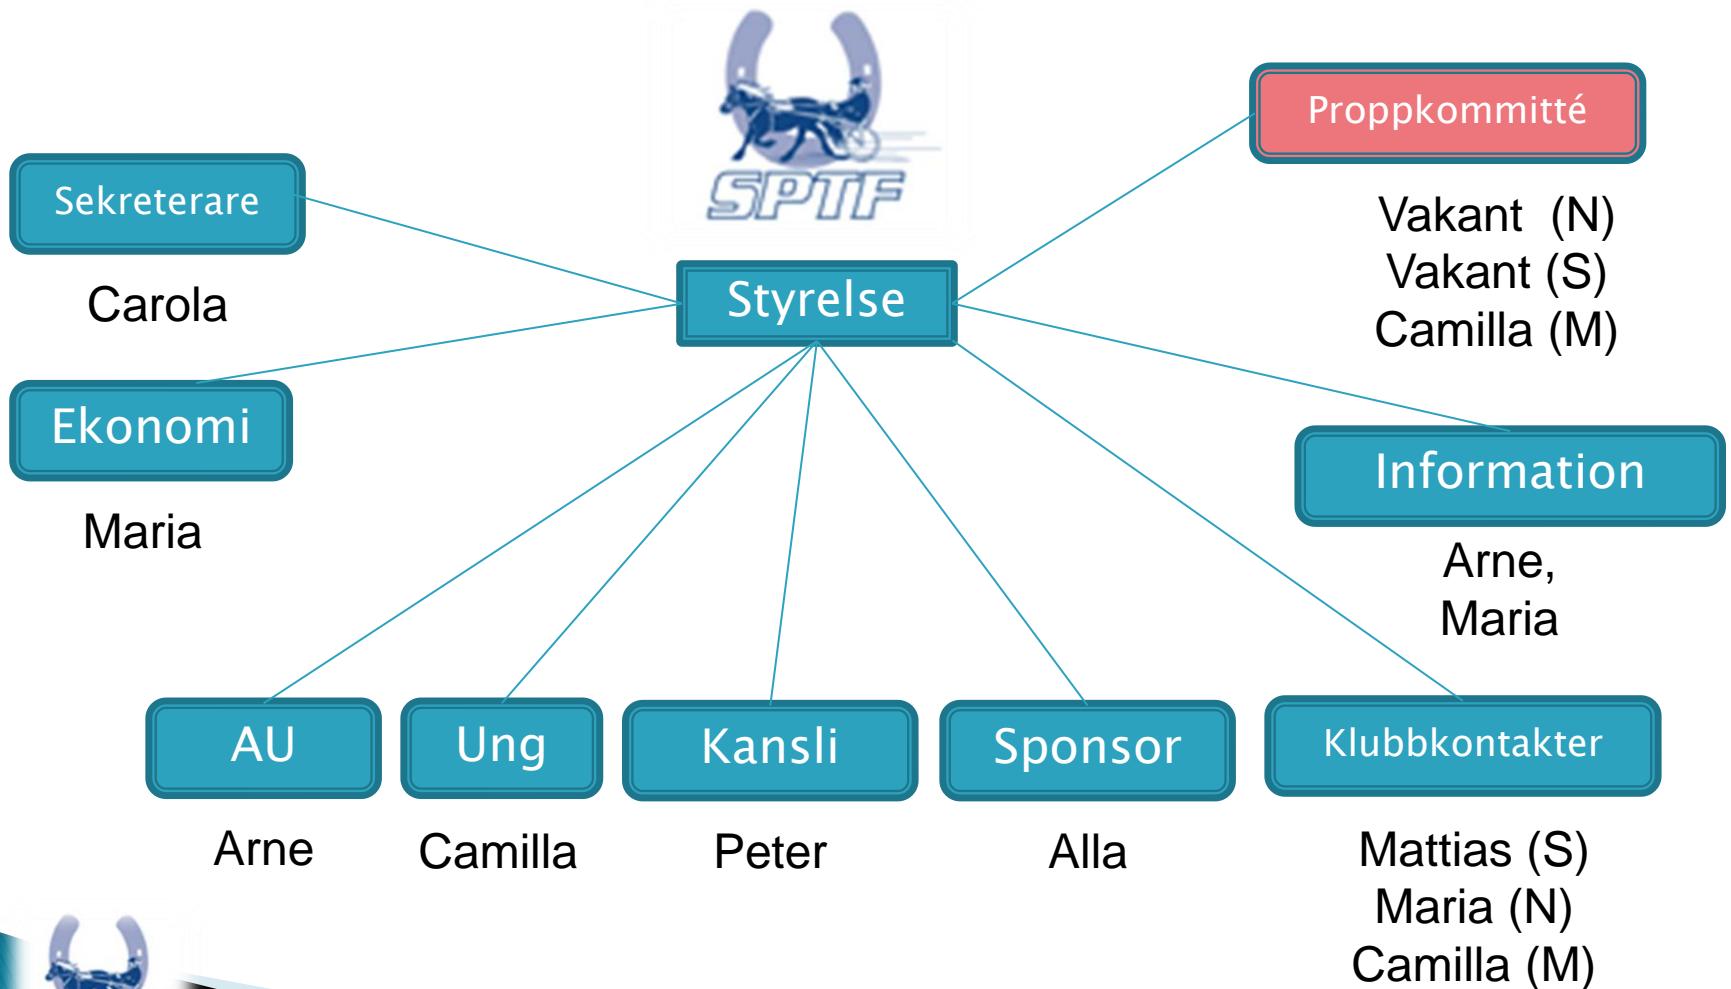 SPTF
Proppkommitté
Vakant (N)
Vakant (S)
Camilla (M)
Sekreterare
Carola
Styrelse
Ekonomi
Maria
Information
Arne,
Maria
AU
Arne
Ung
Camilla
Kansli
Peter
Sponsor
Alla
Klubbkontakter
Mattias (S)
Maria (N)
Camilla (M)